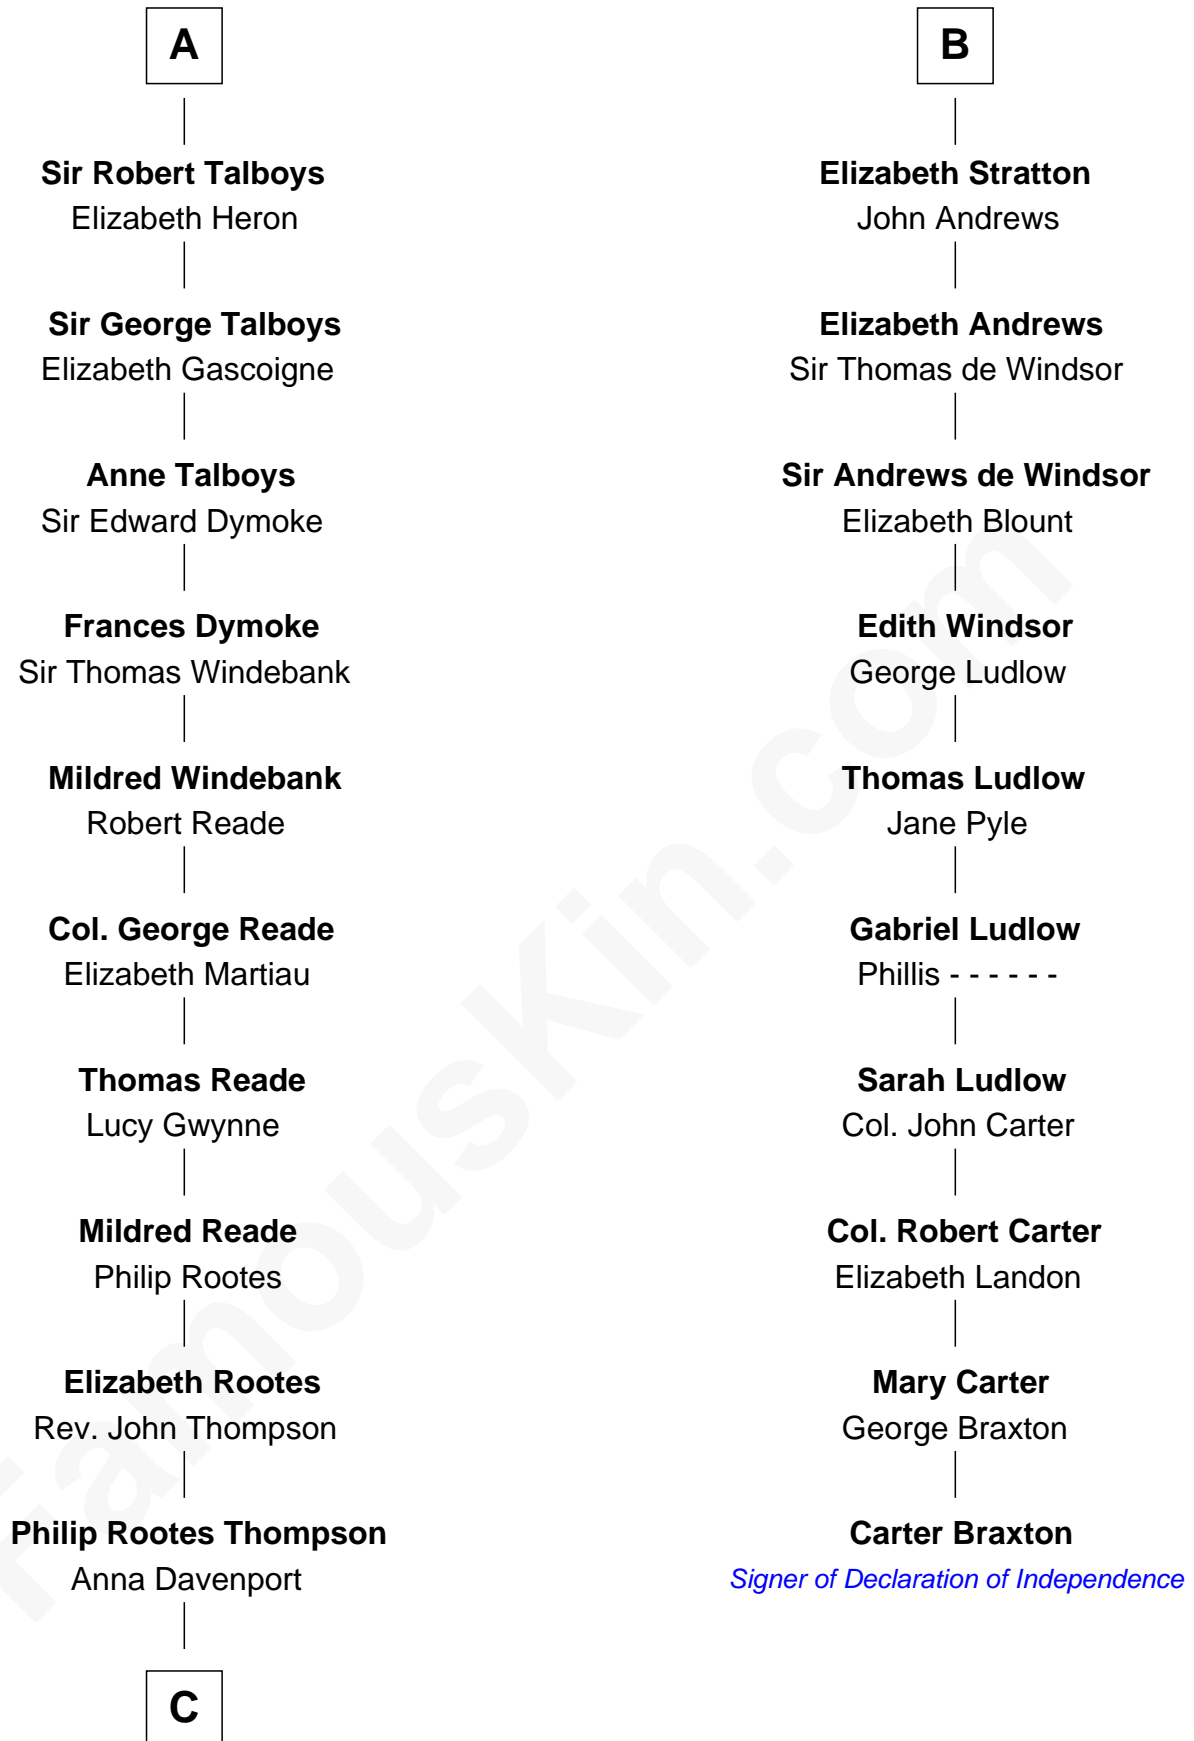 A
Sir Robert Talboys
Elizabeth Heron
Sir George Talboys
Elizabeth Gascoigne
Anne Talboys
Sir Edward Dymoke
Frances Dymoke
Sir Thomas Windebank
Mildred Windebank
Robert Reade
Col. George Reade
Elizabeth Martiau
Thomas Reade
Lucy Gwynne
Mildred Reade
Philip Rootes
Elizabeth Rootes
Rev. John Thompson
Philip Rootes Thompson
Anna Davenport
C
B
Elizabeth Stratton
John Andrews
Elizabeth Andrews
Sir Thomas de Windsor
Sir Andrews de Windsor
Elizabeth Blount
Edith Windsor
George Ludlow
Thomas Ludlow
Jane Pyle
Gabriel Ludlow
Phillis - - - - - -
Sarah Ludlow
Col. John Carter
Col. Robert Carter
Elizabeth Landon
Mary Carter
George Braxton
Carter Braxton
Signer of Declaration of Independence
FamousKin.com